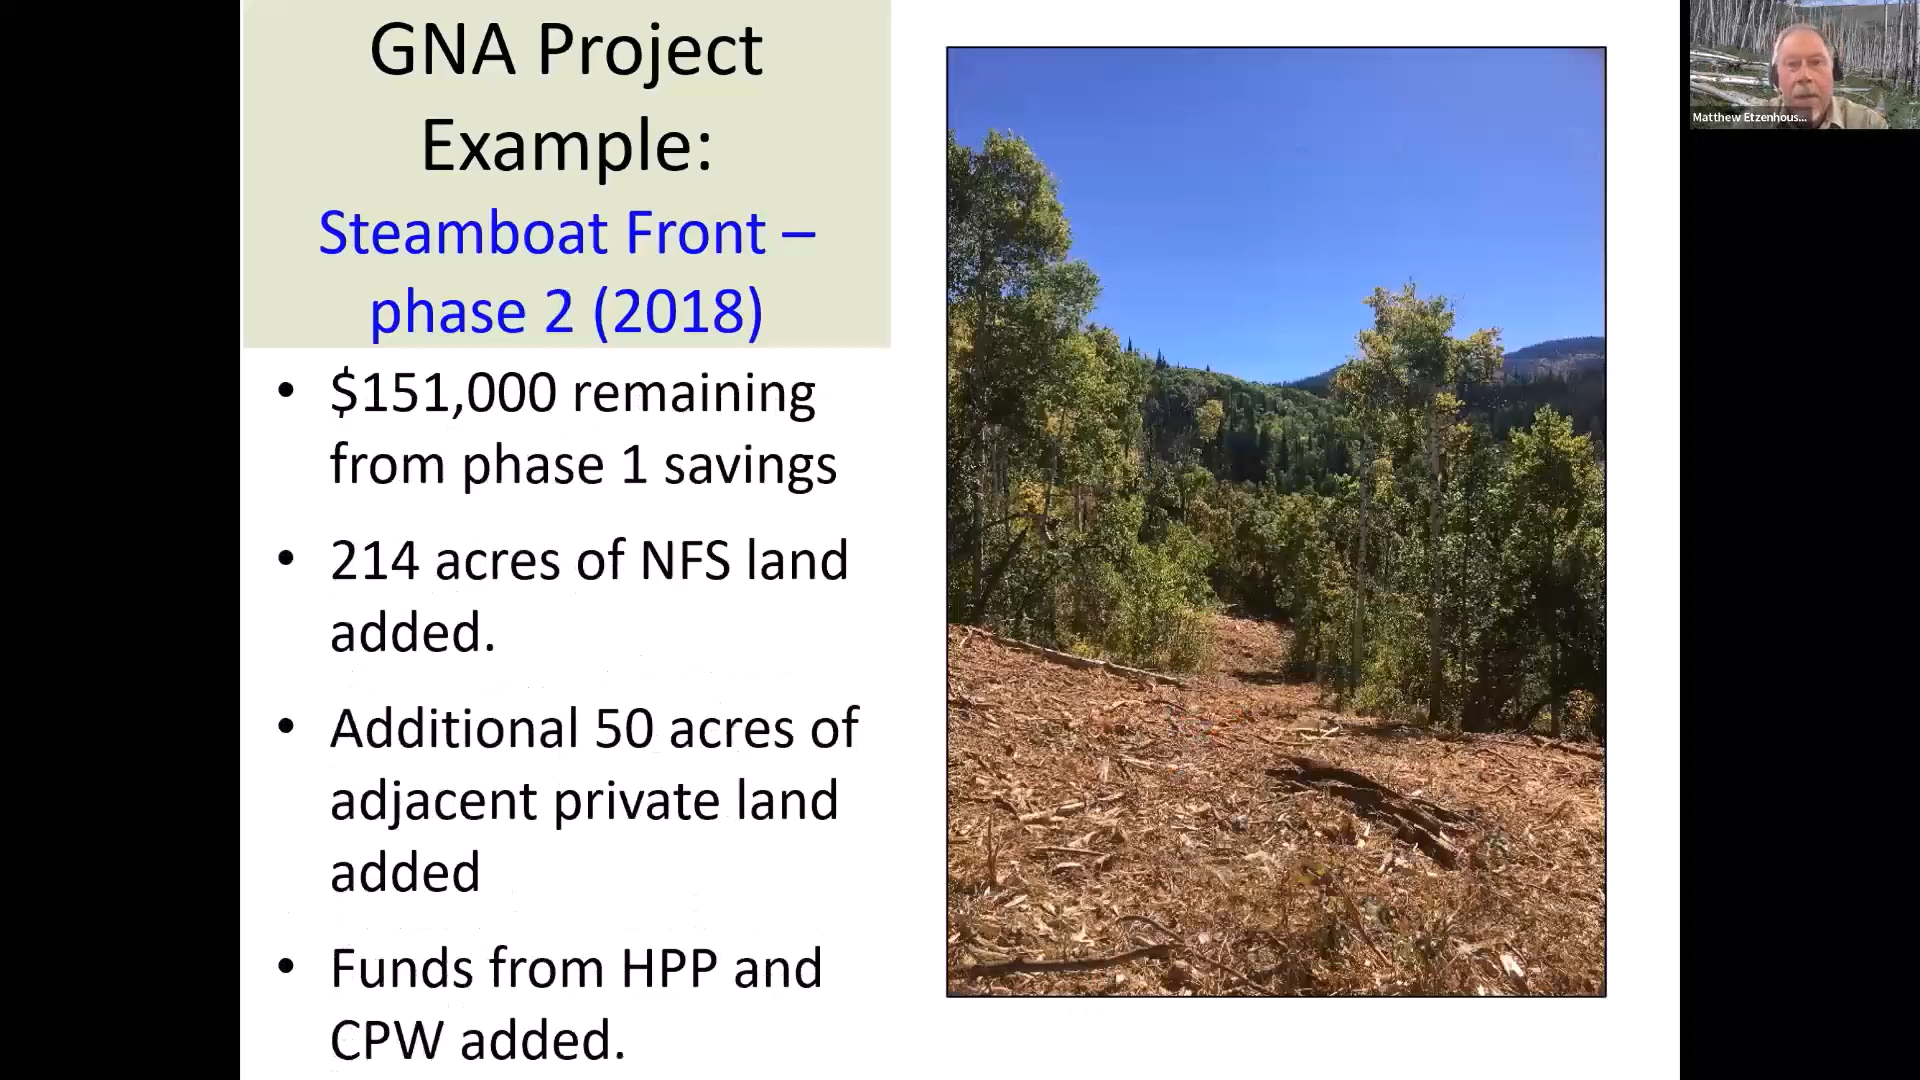 GNA Project
Example:
Steamboat Front –
phase 2 (2018)
• $151,000 remaining
from phase 1 savings
• 214 acres of NFS land
added.
• Additional 50 acres of
adjacent private land
added
• Funds from HPP and
CPW added.
Matthew Etzenhous...